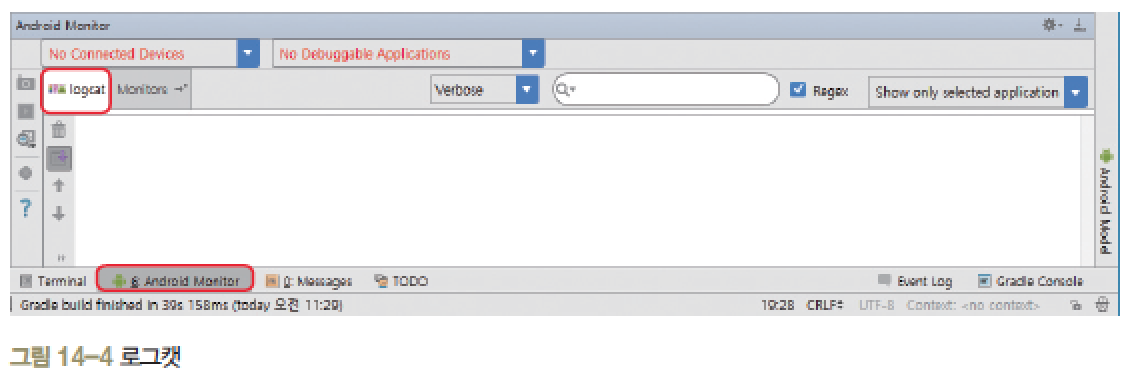 Android Monitor
No Connected Devices No Debuggable Applications
logcat Monitors →" Verbose Regex Show only selected application
?
Android Model
Terminal 6: Android Monitor 0: Messages TODO Event Log Gradle Console
Gradle build finished in 39s 158ms (today 오전 11:29) 19:28 CRLF÷ UTF-8 Context: <no context>
그림 14-4 로그캣